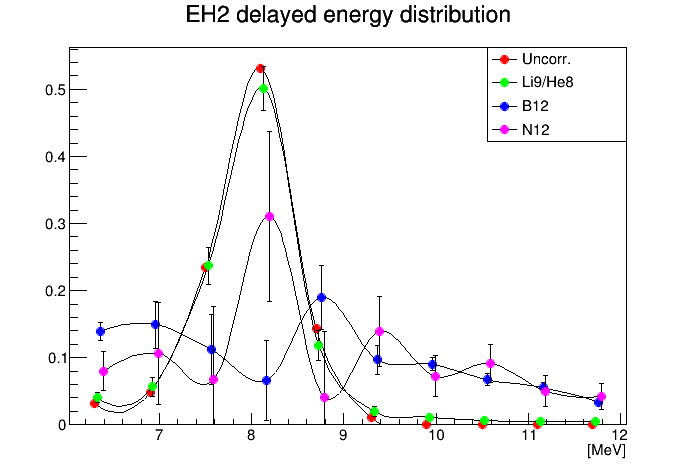 EH2 delayed energy distribution
Uncorr.
Li9/He8
B12
N12
0.5
0.4
0.3
0.2
0.1
0
7 8 9 10 11 12
[MeV]